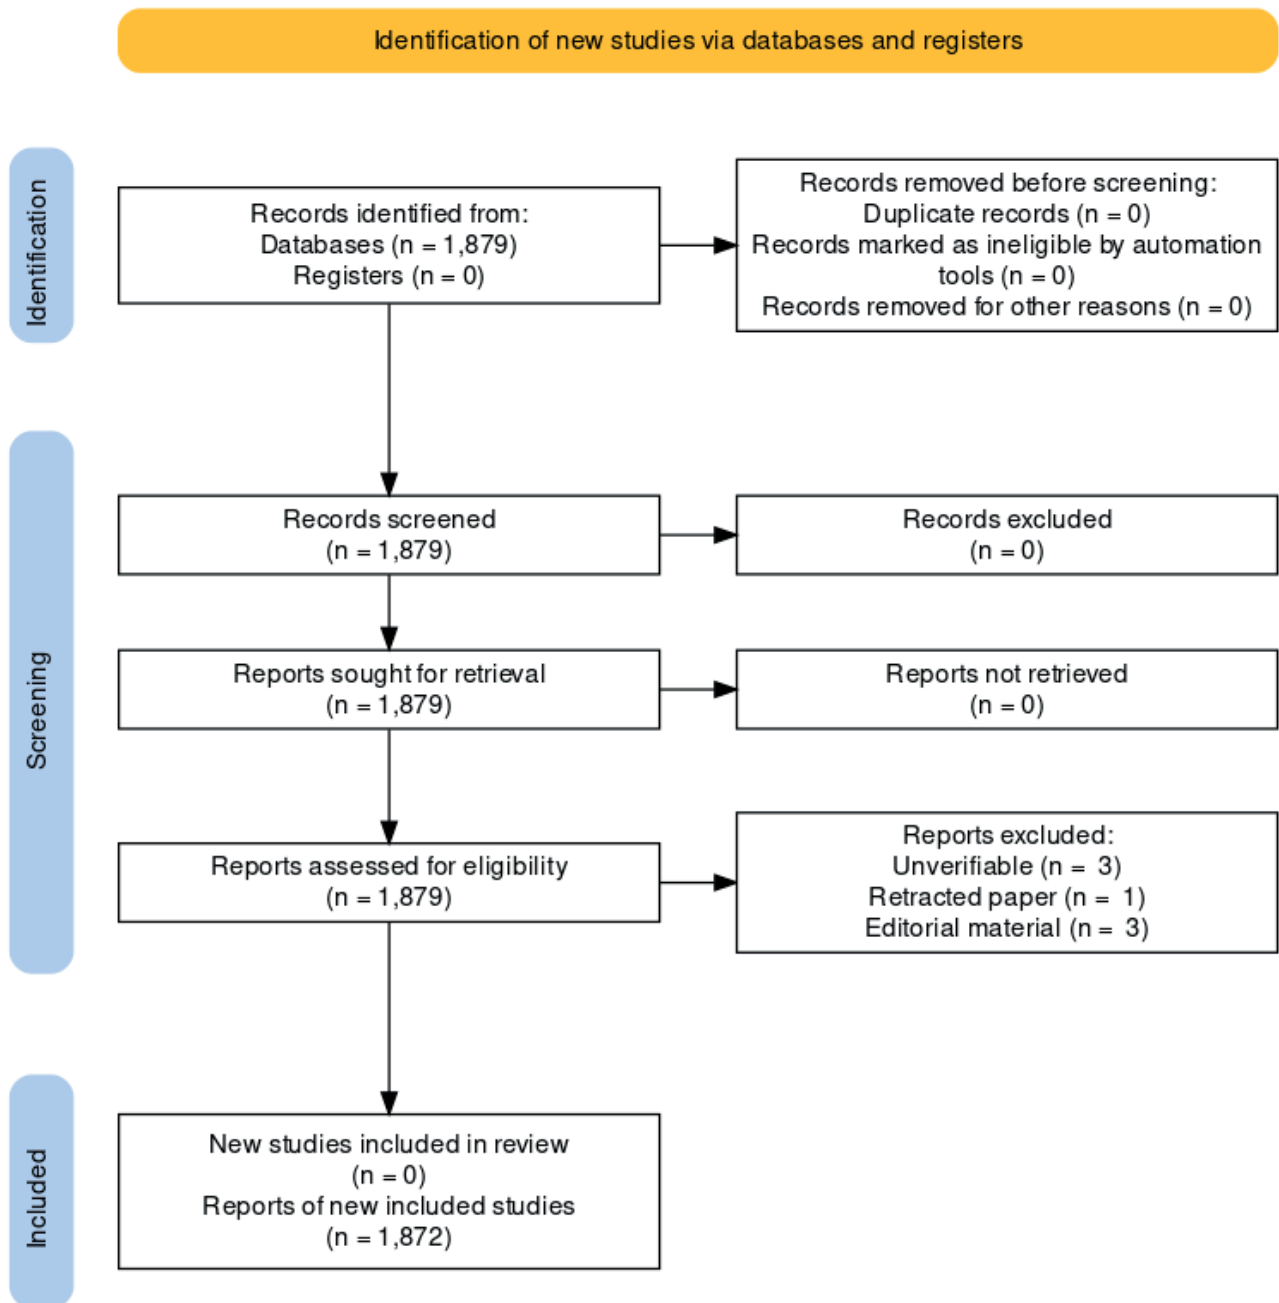 Identification of new studies via databases and registers
Identification
Records identified from:
Databases (n = 1,879)
Registers (n = 0)
Records removed before screening:
Duplicate records (n = 0)
Records marked as ineligible by automation
tools (n = 0)
Records removed for other reasons (n = 0)
Screening
Records screened
(n = 1,879)
Records excluded
(n = 0)
Reports sought for retrieval
(n = 1,879)
Reports not retrieved
(n = 0)
Reports assessed for eligibility
(n = 1,879)
Reports excluded:
Unverifiable (n = 3)
Retracted paper (n = 1)
Editorial material (n = 3)
Included
New studies included in review
(n = 0)
Reports of new included studies
(n = 1,872)